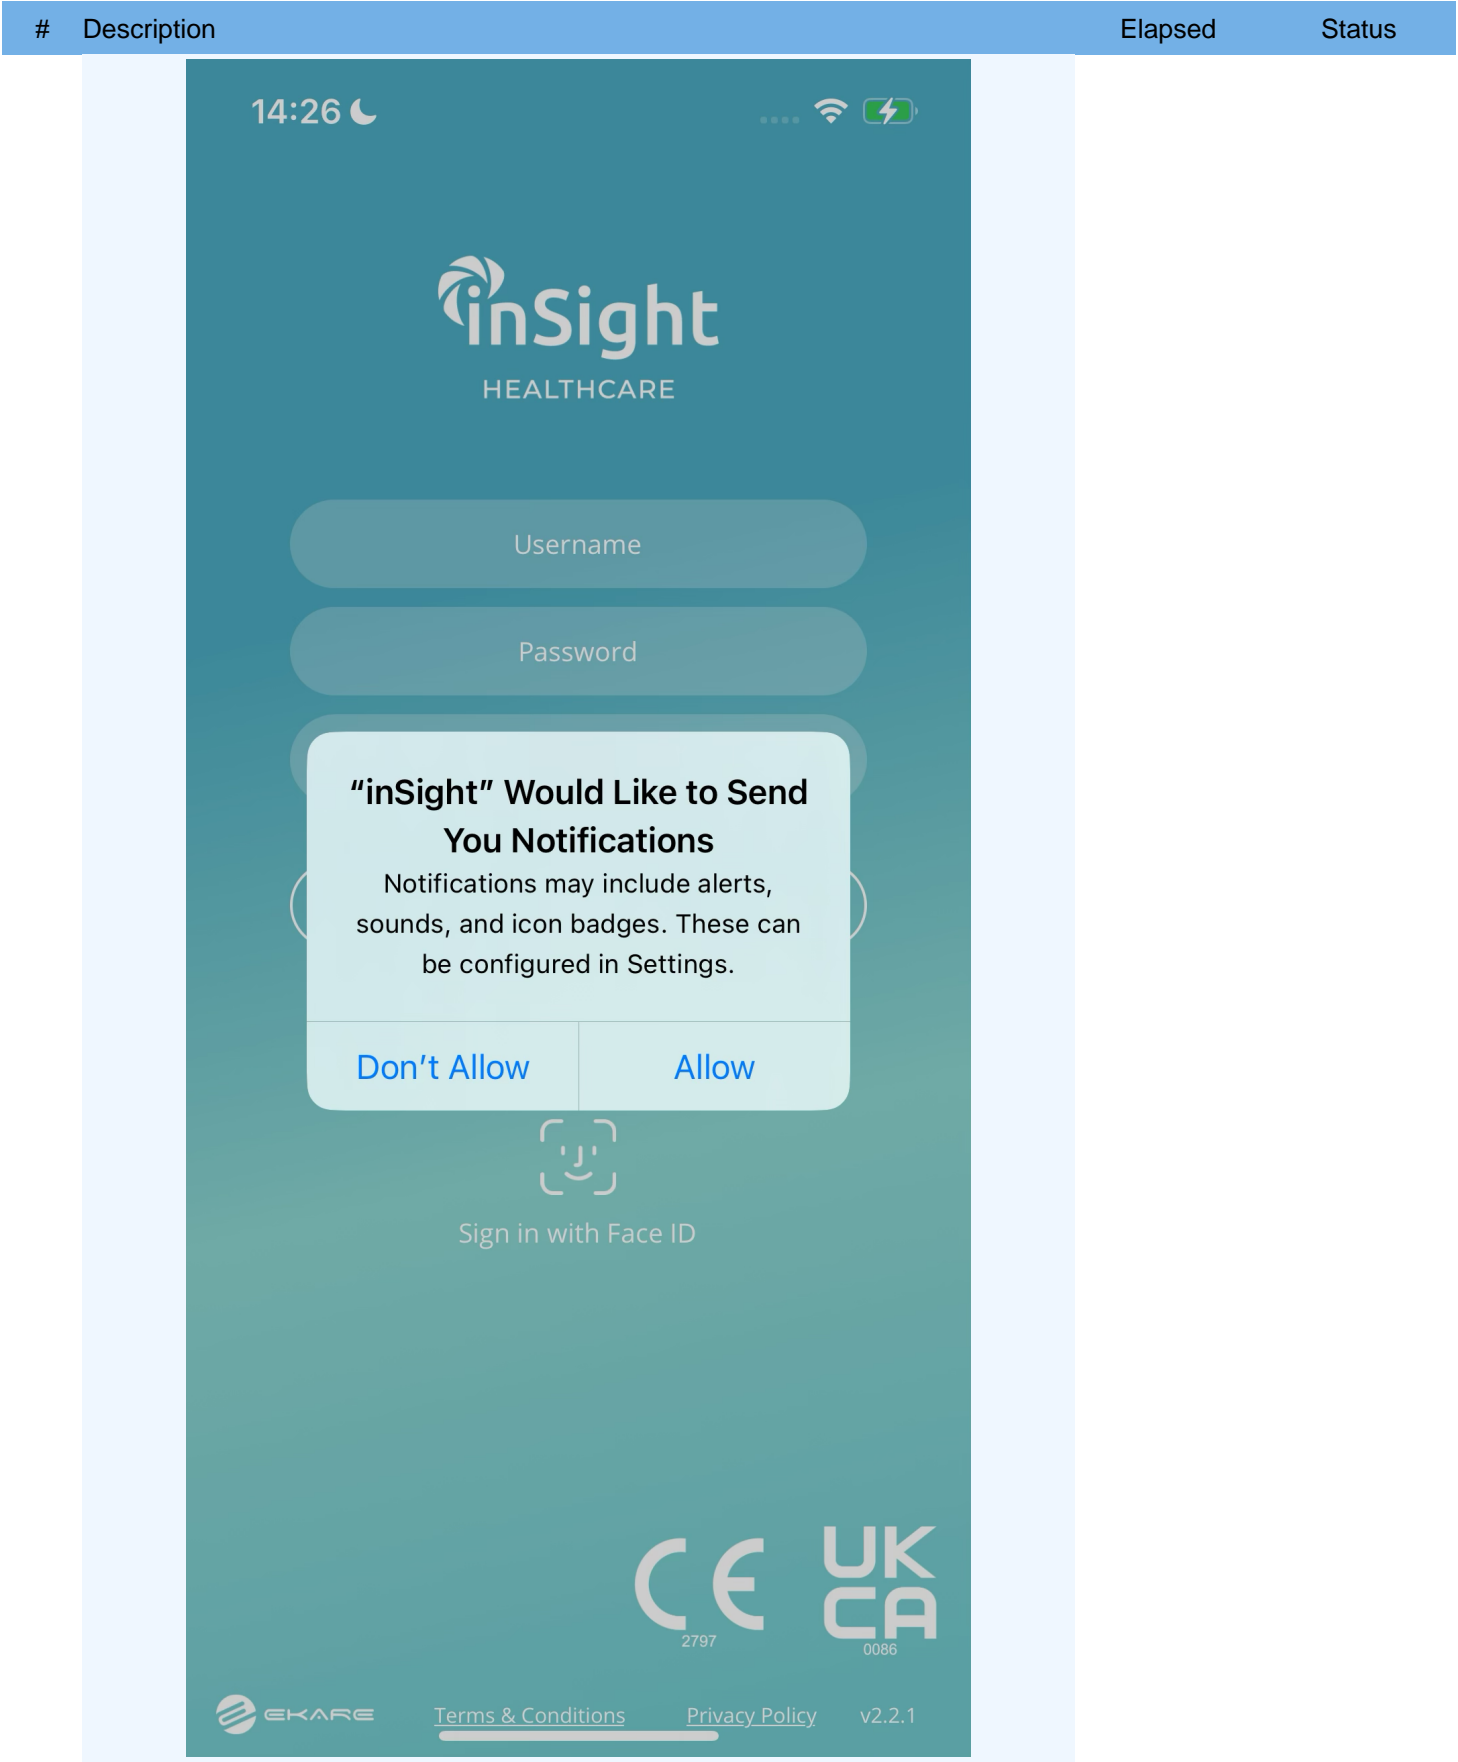 # Description Elapsed Status
14:26
inSight
HEALTHCARE
Username
Password
“inSight” Would Like to Send
You Notifications
Notifications may include alerts,
sounds, and icon badges. These can
be configured in Settings.
Don’t Allow Allow
Sign in with Face ID
CE UK
CA
2797 0086
EKARE Terms & Conditions Privacy Policy v2.2.1